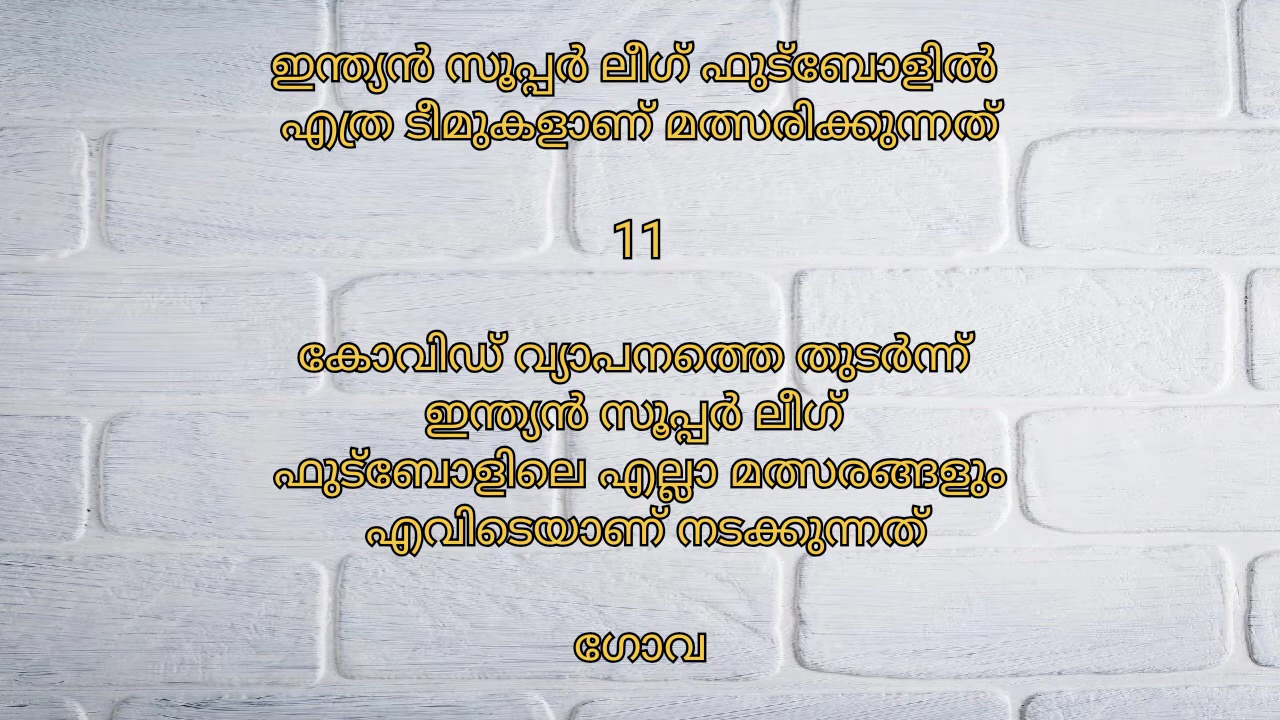 ഇന്ത്യൻ സൂപ്പർ ലീഗ് ഫുട്ബോളിൽ
എത്ര ടീമുകളാണ് മത്സരിക്കുന്നത്
11
കോവിഡ് വ്യാപനത്തെ തുടർന്ന്
ഇന്ത്യൻ സൂപ്പർ ലീഗ്
ഫുട്ബോളിലെ എല്ലാ മത്സരങ്ങളും
എവിടെയാണ് നടക്കുന്നത്
ഗോവ